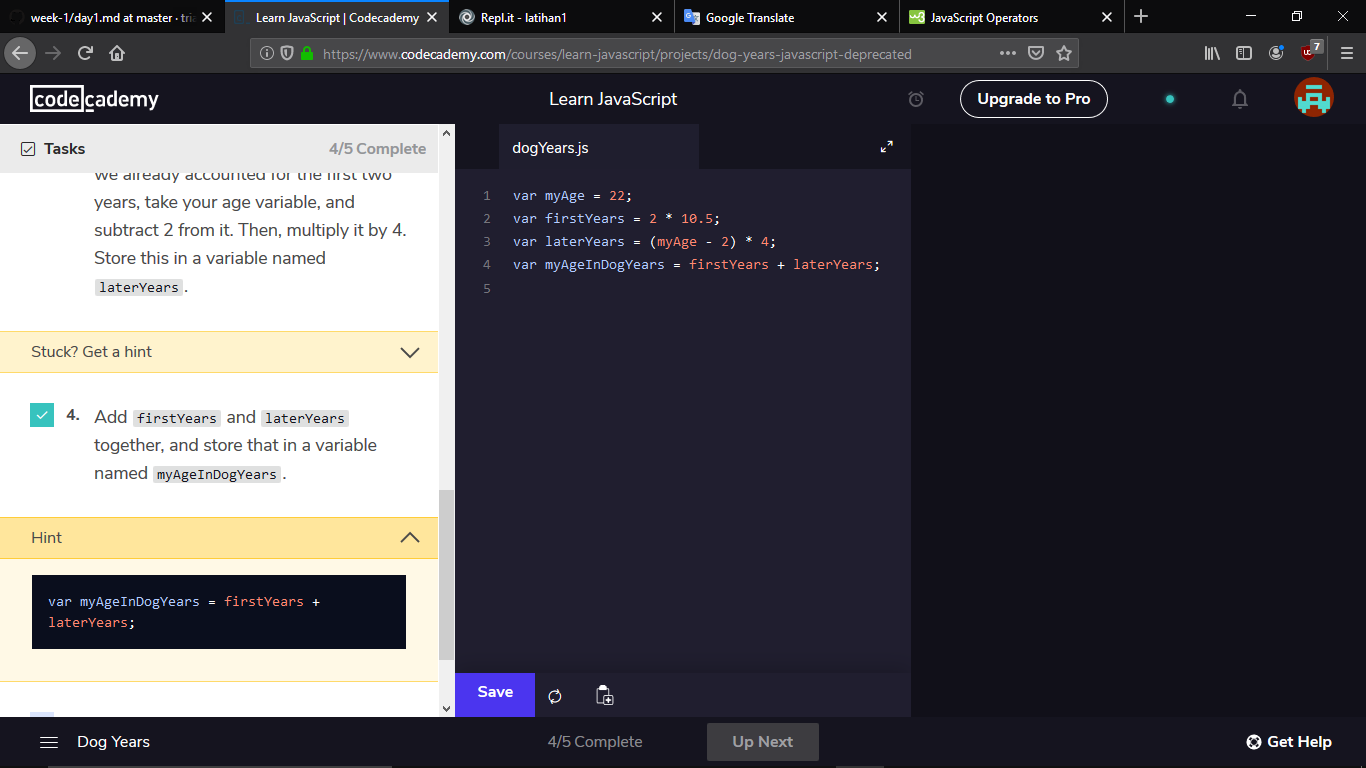 week-1/day1.md at master · tria
Learn JavaScript | Codecademy
Repl.it - latihan1
Google Translate
JavaScript Operators
https://www.codecademy.com/courses/learn-javascript/projects/dog-years-javascript-deprecated
7
codecademy
Learn JavaScript
Upgrade to Pro
Tasks
4/5 Complete
we already accounted for the first two
years, take your age variable, and
subtract 2 from it. Then, multiply it by 4.
Store this in a variable named
laterYears.
Stuck? Get a hint
4. Add firstYears and laterYears
together, and store that in a variable
named myAgeInDogYears.
Hint
var myAgeInDogYears = firstYears +
laterYears;
dogYears.js
1 var myAge = 22;
2 var firstYears = 2 * 10.5;
3 var laterYears = (myAge - 2) * 4;
4 var myAgeInDogYears = firstYears + laterYears;
5
Save
Dog Years
4/5 Complete
Up Next
Get Help